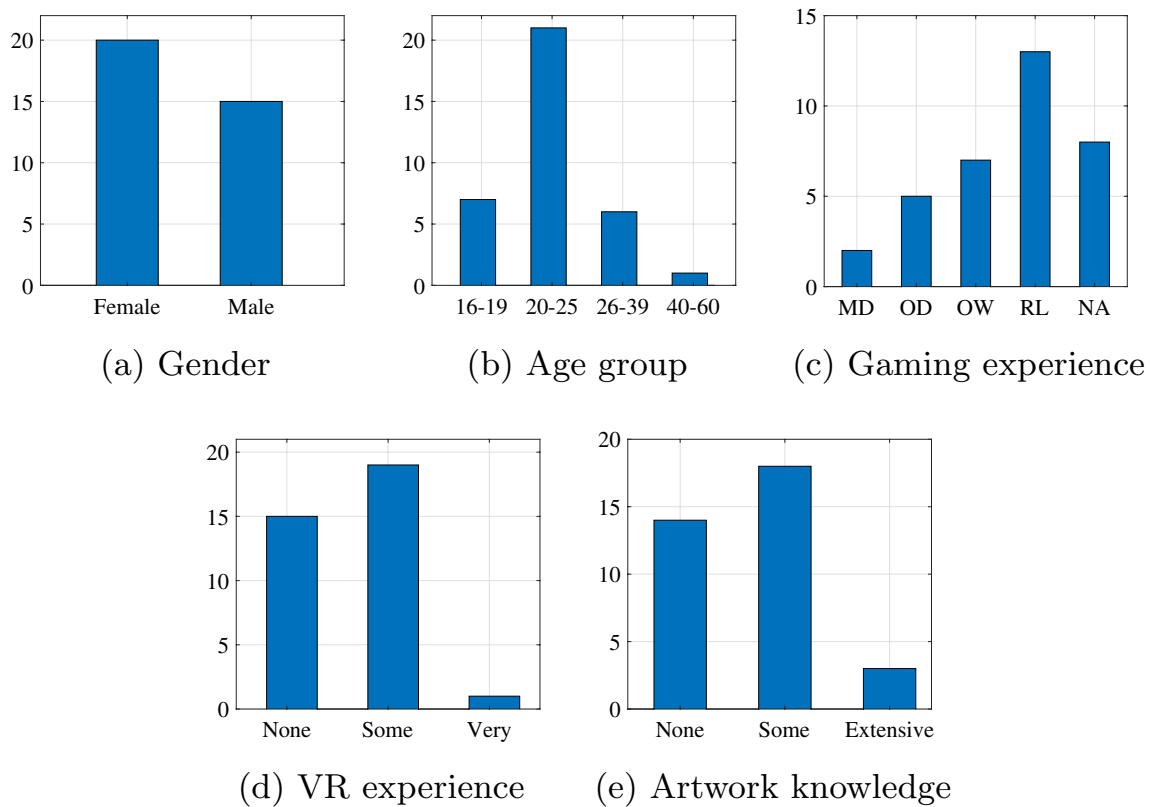 20
15
10
5
0
Female Male
(a) Gender
20
15
10
5
0
16-19 20-25 26-39 40-60
(b) Age group
15
10
5
0
MD OD OW RL NA
(c) Gaming experience
20
15
10
5
0
None Some Very
(d) VR experience
20
15
10
5
0
None Some Extensive
(e) Artwork knowledge